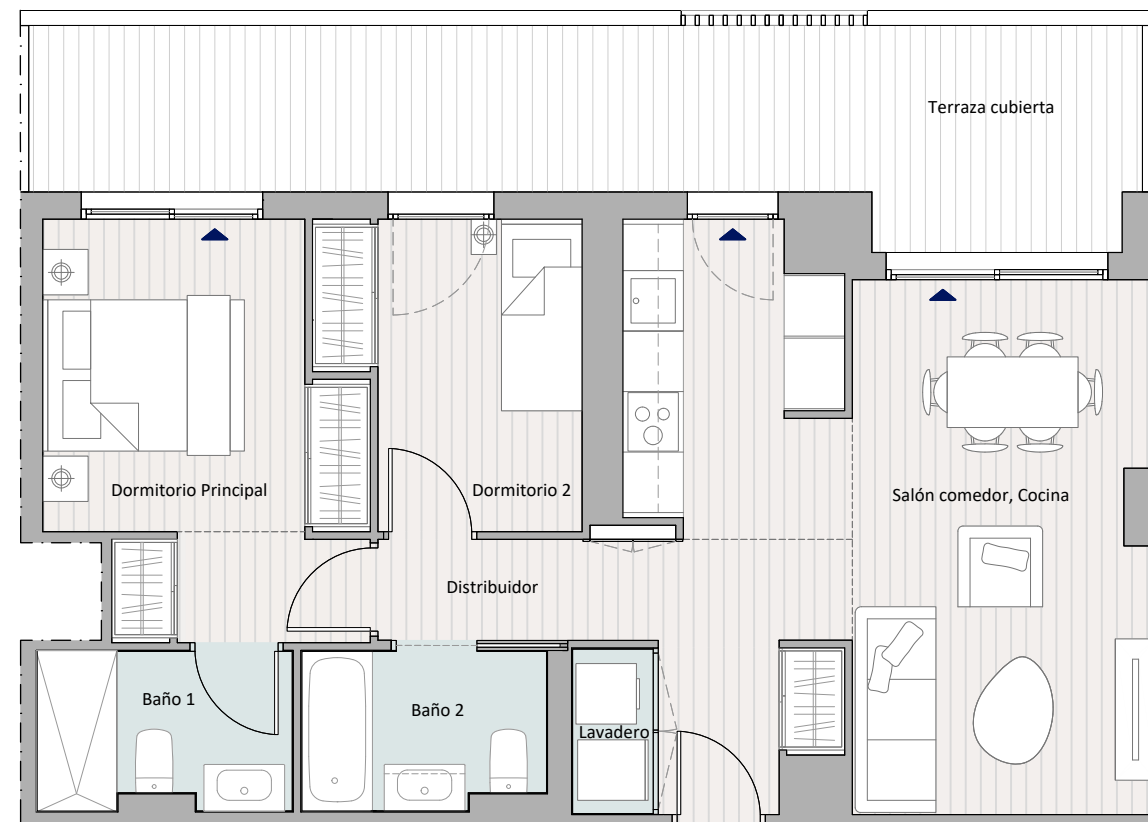 Terraza cubierta
Dormitorio Principal
Dormitorio 2
Salón comedor, Cocina
Distribuidor
Baño 1
Baño 2
Lavadero